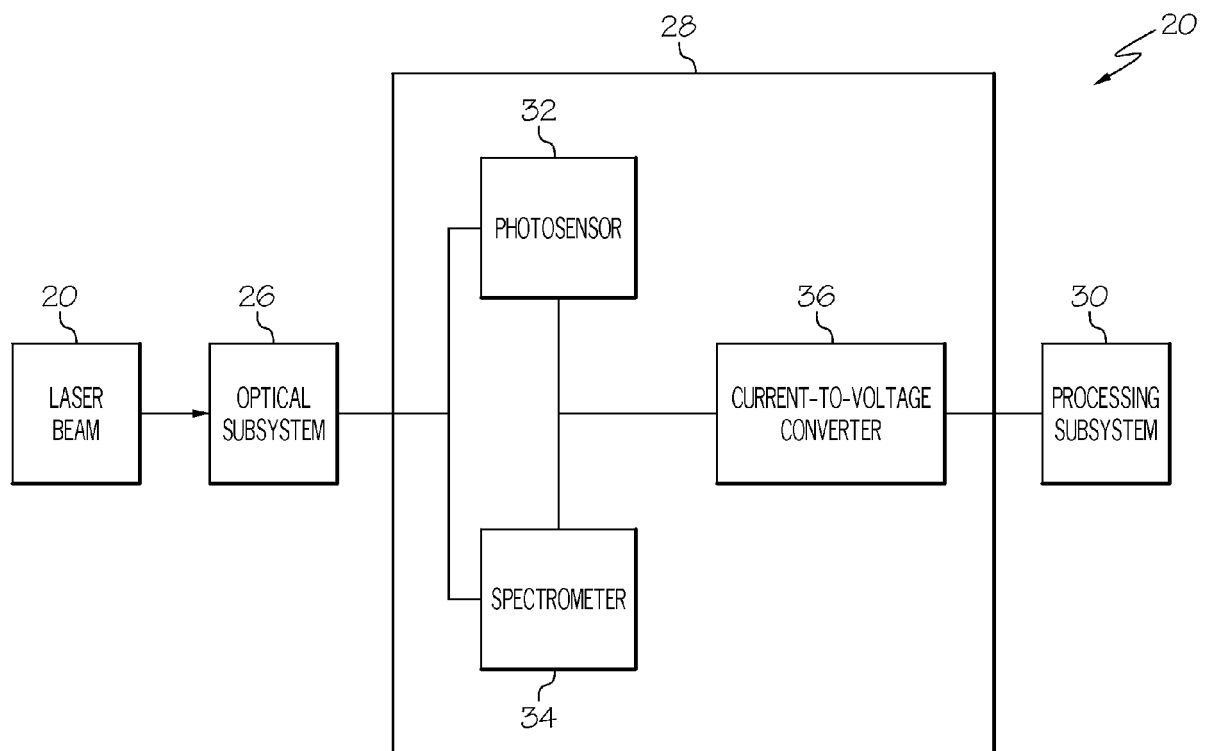 28
20
32
PHOTOSENSOR
20
26
36
30
LASER
BEAM
OPTICAL
SUBSYSTEM
CURRENT-TO-VOLTAGE
CONVERTER
PROCESSING
SUBSYSTEM
SPECTROMETER
34